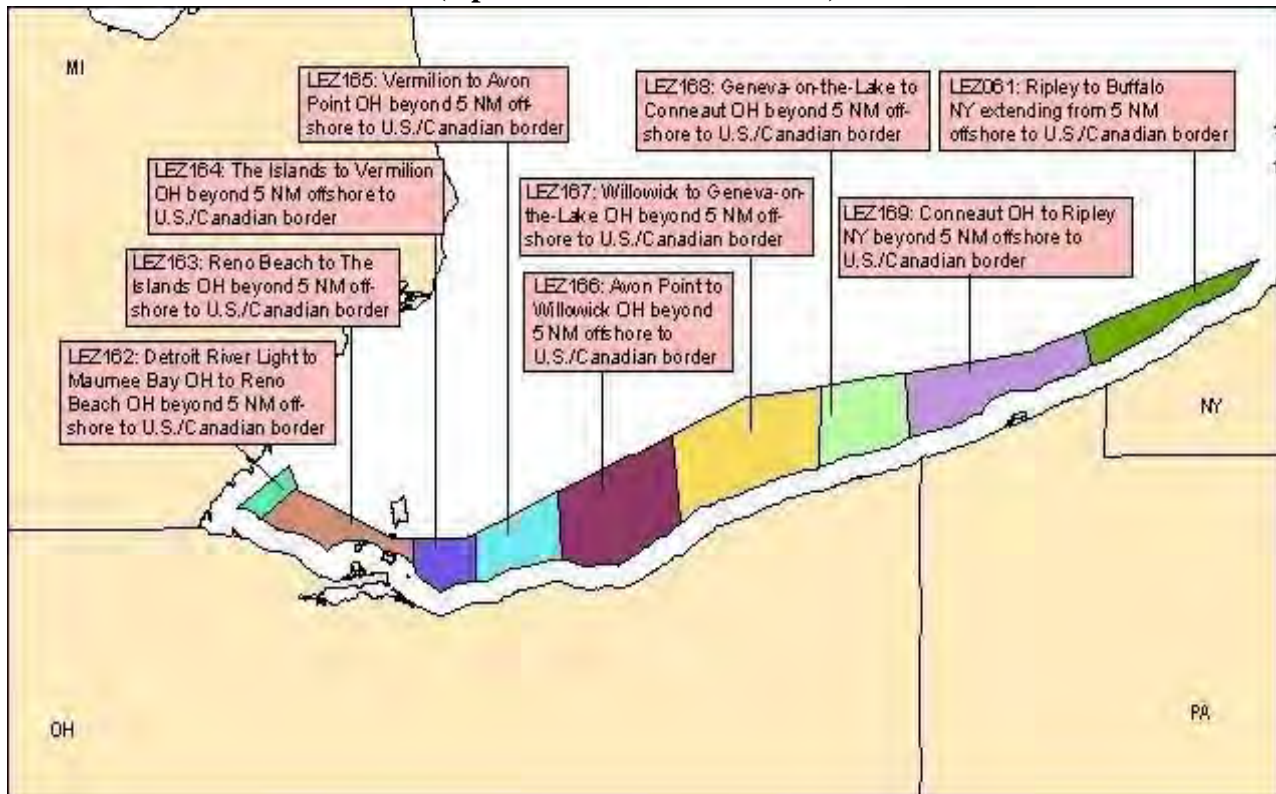 MI
LEZ165: Vermilion to Avon
Point OH beyond 5 NM off-
shore to U.S./Canadian border
LEZ168: Geneva-on-the-Lake to
Conneaut OH beyond 5 NM off-
shore to U.S./Canadian border
LEZ061: Ripley to Buffalo
NY extending from 5 NM
offshore to U.S./Canadian border
LEZ164: The Islands to Vermilion
OH beyond 5 NM offshore to
U.S./Canadian border
LEZ167: Willowick to Geneva-on-
the-Lake OH beyond 5 NM off-
shore to U.S./Canadian border
LEZ169: Conneaut OH to Ripley
NY beyond 5 NM offshore to
U.S./Canadian border
LEZ163: Reno Beach to The
Islands OH beyond 5 NM off-
shore to U.S./Canadian border
LEZ166: Avon Point to
Willowick OH beyond
5 NM offshore to
U.S./Canadian border
LEZ162: Detroit River Light to
Maumee Bay OH to Reno
Beach OH beyond 5 NM off-
shore to U.S./Canadian border
NY
OH
PA